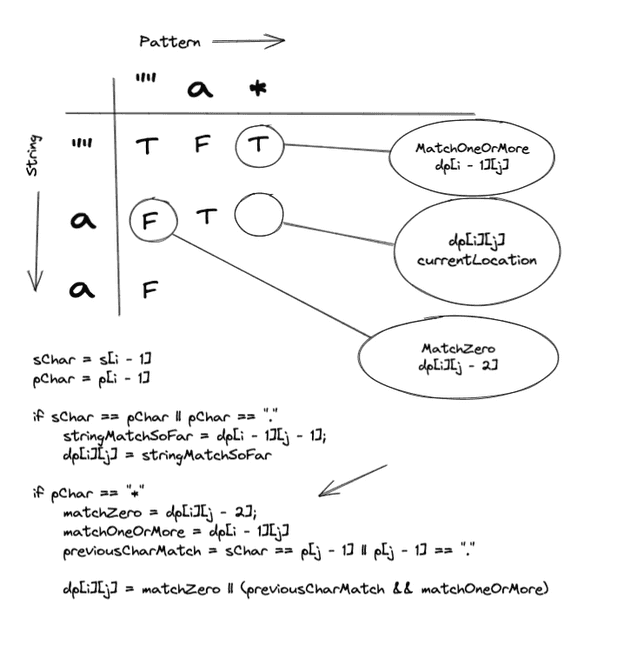 Pattern
"" a *
String
"" T F T
MatchOneOrMore
dp[i - 1][j]
a F T
dp[i][j]
currentLocation
a F
MatchZero
dp[i][j - 2]
sChar = s[i - 1]
pChar = p[i - 1]
if sChar == pChar || pChar == "."
stringMatchSoFar = dp[i - 1][j - 1];
dp[i][j] = stringMatchSoFar
if pChar == "*"
matchZero = dp[i][j - 2];
matchOneOrMore = dp[i - 1][j]
previousCharMatch = sChar == p[j - 1] || p[j - 1] == "."
dp[i][j] = matchZero || (previousCharMatch && matchOneOrMore)